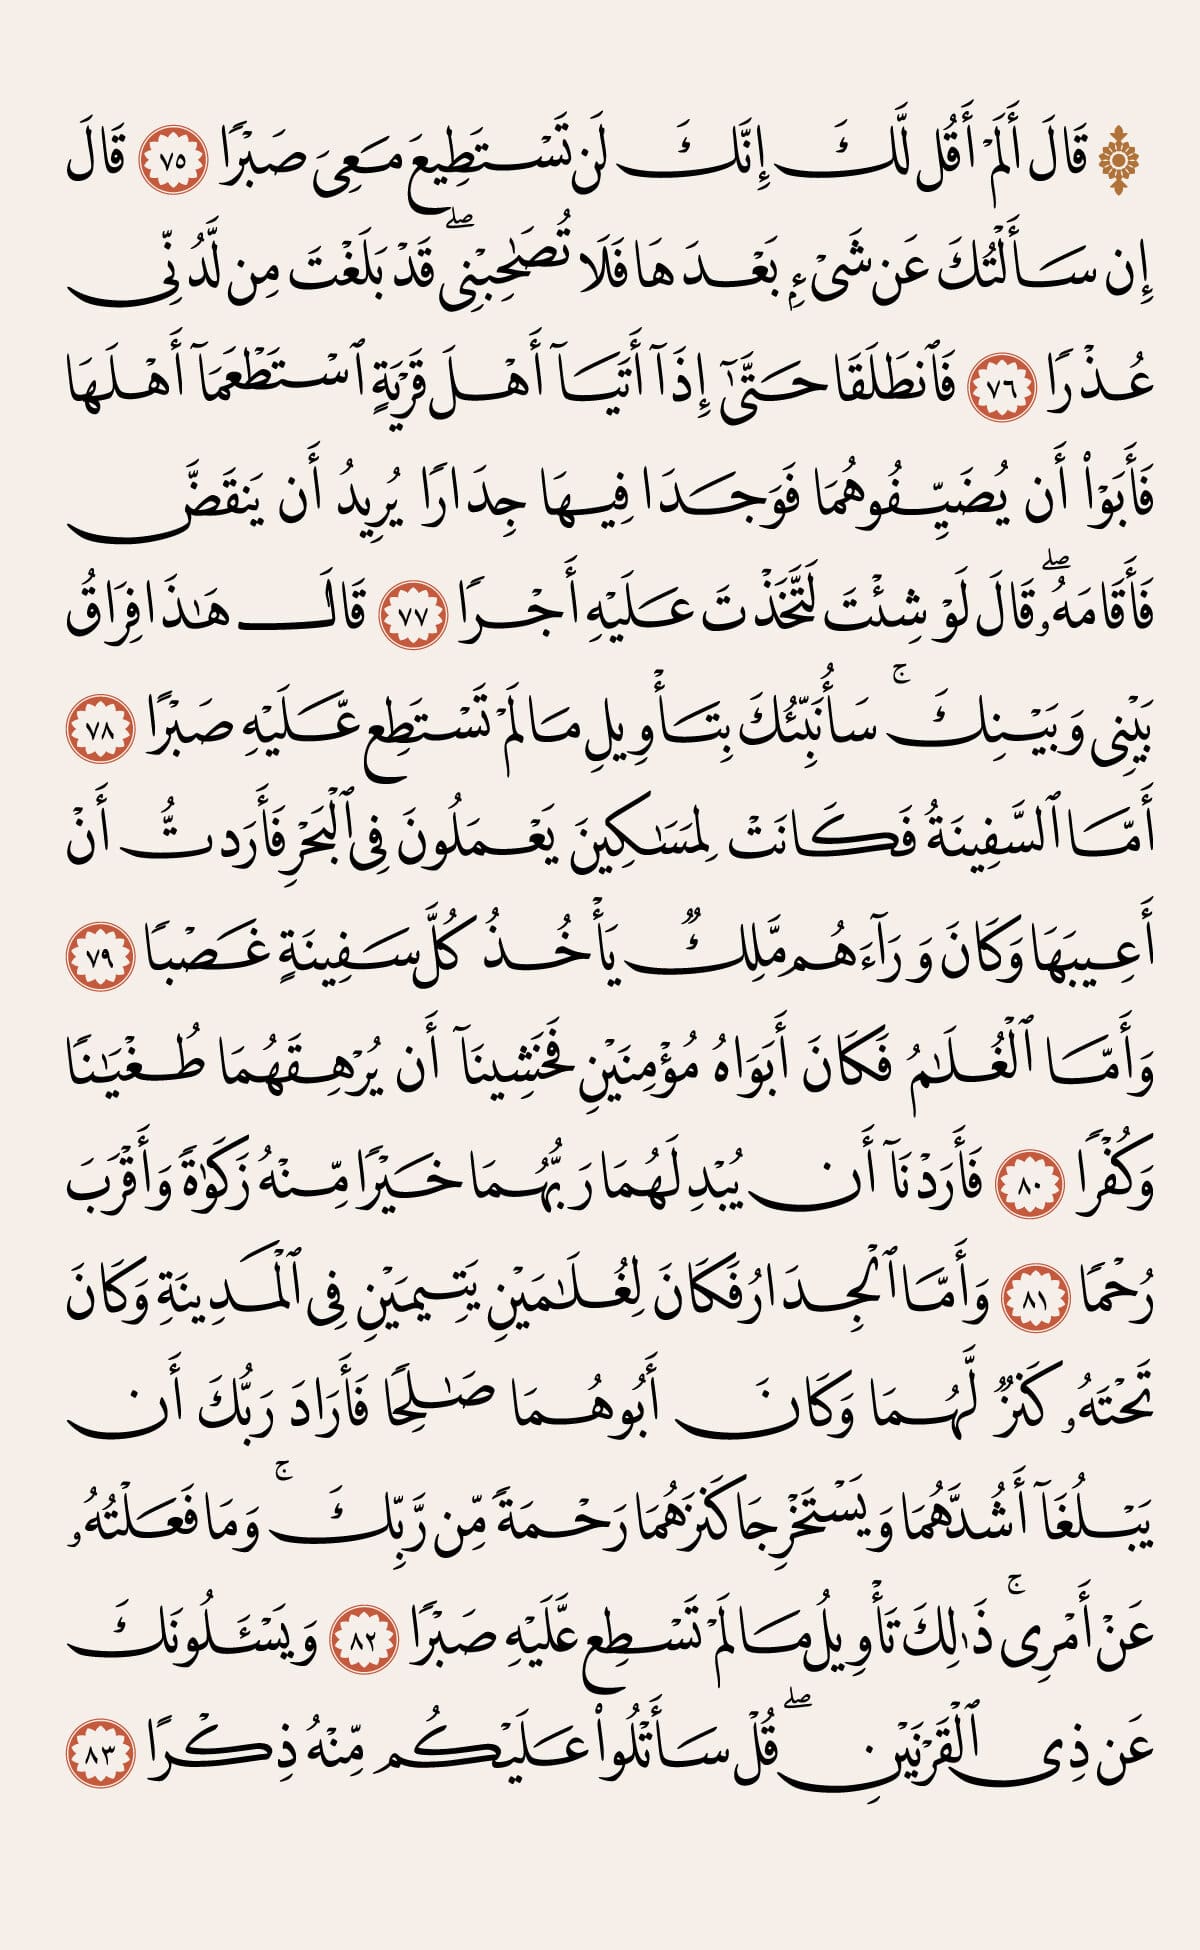 ۞ قَالَ أَلَمۡ أَقُل لَّكَ إِنَّكَ لَن تَسۡتَطِيعَ مَعِيَ صَبۡرٗا ٧٥ قَالَ
إِن سَأَلۡتُكَ عَن شَيۡءِۭ بَعۡدَهَا فَلَا تُصَٰحِبۡنِيۖ قَدۡ بَلَغۡتَ مِن لَّدُنِّي
عُذۡرٗا ٧٦ فَٱنطَلَقَا حَتَّىٰٓ إِذَآ أَتَيَآ أَهۡلَ قَرۡيَةٍ ٱسۡتَطۡعَمَآ أَهۡلَهَا
فَأَبَوۡاْ أَن يُضَيِّفُوهُمَا فَوَجَدَا فِيهَا جِدَارٗا يُرِيدُ أَن يَنقَضَّ
فَأَقَامَهُۥۖ قَالَ لَوۡ شِئۡتَ لَتَّخَذۡتَ عَلَيۡهِ أَجۡرٗا ٧٧ قَالَ هَٰذَا فِرَاقُ
بَيۡنِي وَبَيۡنِكَۚ سَأُنَبِّئُكَ بِتَأۡوِيلِ مَا لَمۡ تَسۡتَطِع عَّلَيۡهِ صَبۡرًا ٧٨
أَمَّا ٱلسَّفِينَةُ فَكَانَتۡ لِمَسَٰكِينَ يَعۡمَلُونَ فِي ٱلۡبَحۡرِ فَأَرَدتُّ أَنۡ
أَعِيبَهَا وَكَانَ وَرَآءَهُم مَّلِكٞ يَأۡخُذُ كُلَّ سَفِينَةٍ غَصۡبٗا ٧٩
وَأَمَّا ٱلۡغُلَٰمُ فَكَانَ أَبَوَاهُ مُؤۡمِنَيۡنِ فَخَشِينَآ أَن يُرۡهِقَهُمَا طُغۡيَٰنٗا
وَكُفۡرٗا ٨٠ فَأَرَدۡنَآ أَن يُبۡدِلَهُمَا رَبُّهُمَا خَيۡرٗا مِّنۡهُ زَكَوٰةٗ وَأَقۡرَبَ
رُحۡمٗا ٨١ وَأَمَّا ٱلۡجِدَارُ فَكَانَ لِغُلَٰمَيۡنِ يَتِيمَيۡنِ فِي ٱلۡمَدِينَةِ وَكَانَ
تَحۡتَهُۥ كَنزٞ لَّهُمَا وَكَانَ أَبُوهُمَا صَٰلِحٗا فَأَرَادَ رَبُّكَ أَن
يَبۡلُغَآ أَشُدَّهُمَا وَيَسۡتَخۡرِجَا كَنزَهُمَا رَحۡمَةٗ مِّن رَّبِّكَۚ وَمَا فَعَلۡتُهُۥ
عَنۡ أَمۡرِيۚ ذَٰلِكَ تَأۡوِيلُ مَا لَمۡ تَسۡطِع عَّلَيۡهِ صَبۡرٗا ٨٢ وَيَسۡـَٔلُونَكَ
عَن ذِي ٱلۡقَرۡنَيۡنِۖ قُلۡ سَأَتۡلُواْ عَلَيۡكُم مِّنۡهُ ذِكۡرًا ٨٣